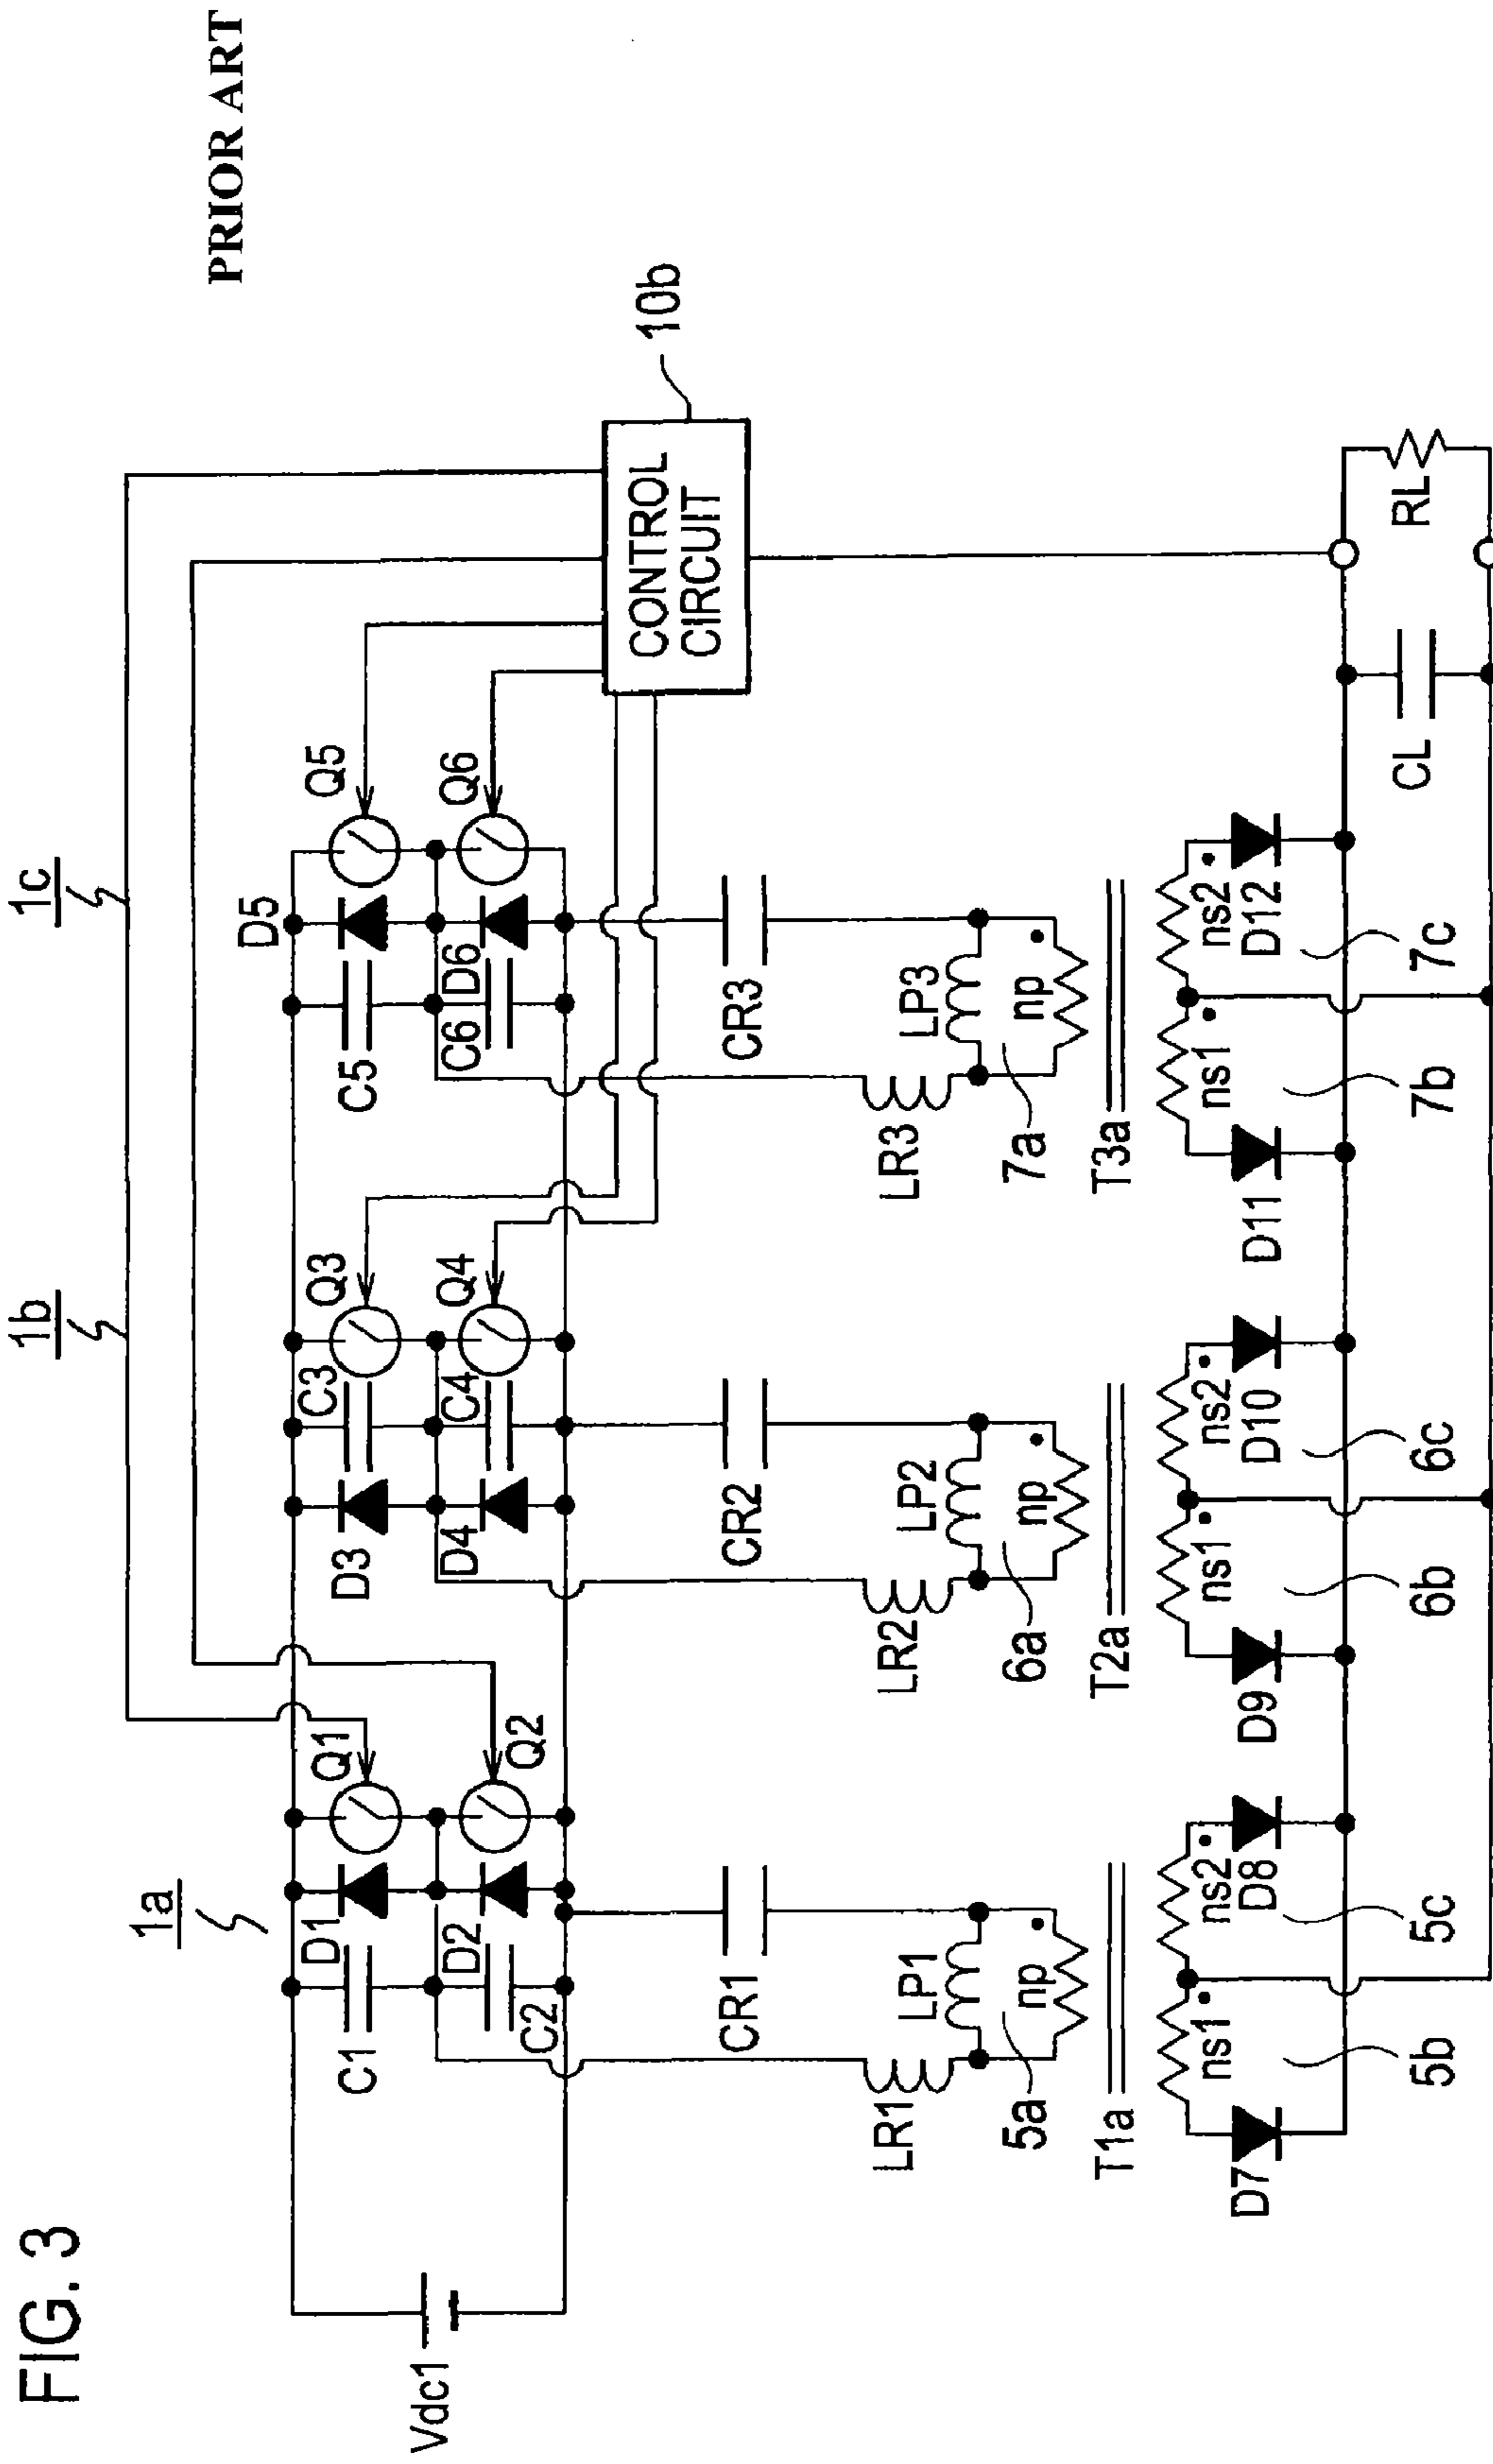 FIG. 3
PRIOR ART
1a
1b
1c
Vdc1
C1
D1
Q1
C2
D2
Q2
D3
C3
Q3
D4
C4
Q4
C5
D5
Q5
C6
D6
Q6
CONTROL
CIRCUIT
10b
CR1
CR2
CR3
LR1
LP1
LR2
LP2
LR3
LP3
5a
np
6a
np
7a
np
T1a
T2a
T3a
ns1
ns2
ns1
ns2
ns1
ns2
D7
D8
D9
D10
D11
D12
5b
5c
6b
6c
7b
7c
CL
RL